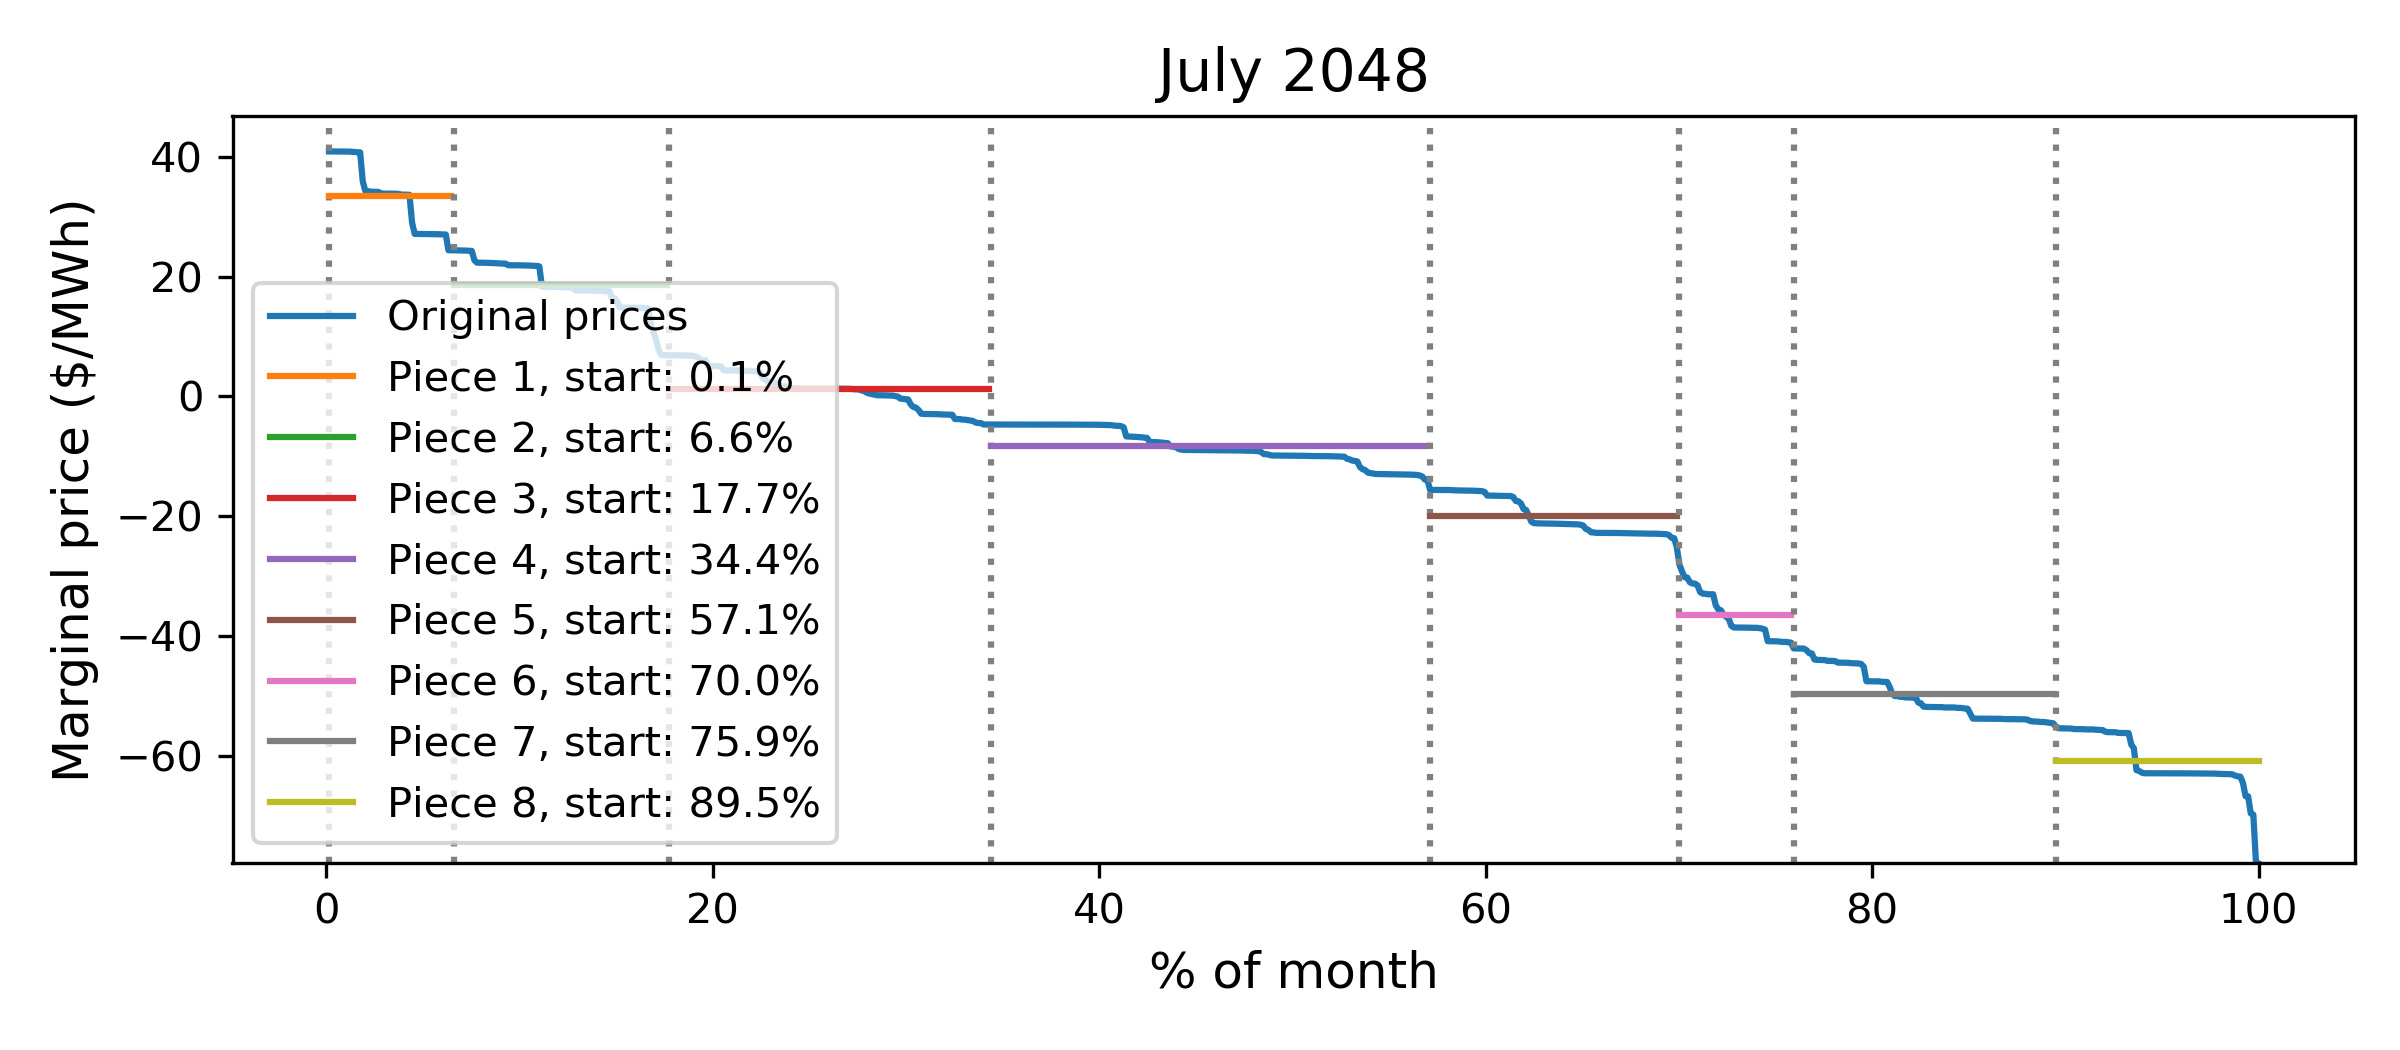 July 2048
Marginal price ($/MWh)
40
20
0
−20
−40
−60
Original prices
Piece 1, start: 0.1%
Piece 2, start: 6.6%
Piece 3, start: 17.7%
Piece 4, start: 34.4%
Piece 5, start: 57.1%
Piece 6, start: 70.0%
Piece 7, start: 75.9%
Piece 8, start: 89.5%
0 20 40 60 80 100
% of month